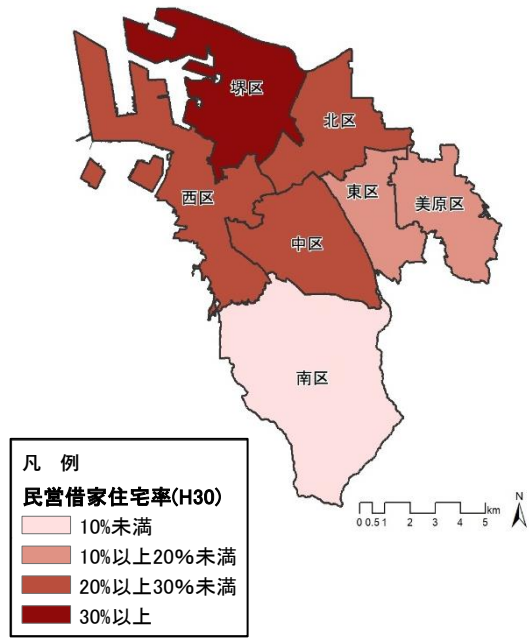 堺区
北区
東区
美原区
西区
中区
南区
凡 例
民営借家住宅率(H30)
10%未満
10%以上20%未満
20%以上30%未満
30%以上
N
km
0 0.5 1 2 3 4 5